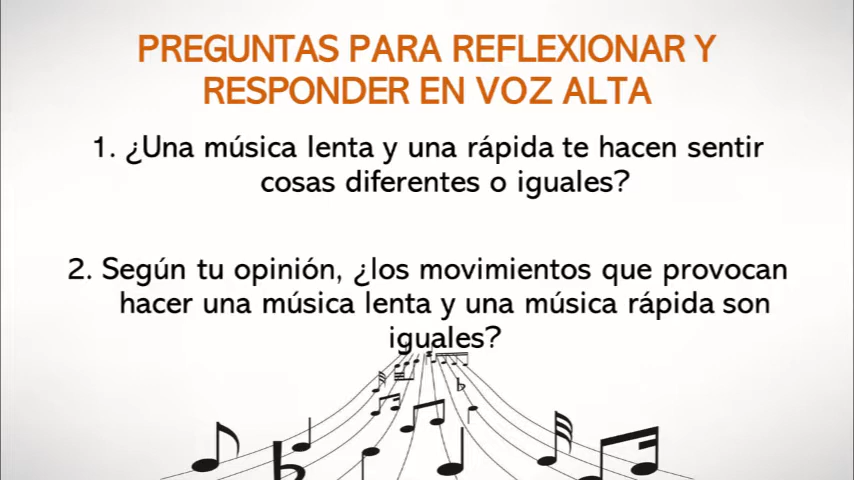 PREGUNTAS PARA REFLEXIONAR Y
RESPONDER EN VOZ ALTA
1. ¿Una música lenta y una rápida te hacen sentir
cosas diferentes o iguales?
2. Según tu opinión, ¿los movimientos que provocan
hacer una música lenta y una música rápida son
iguales?